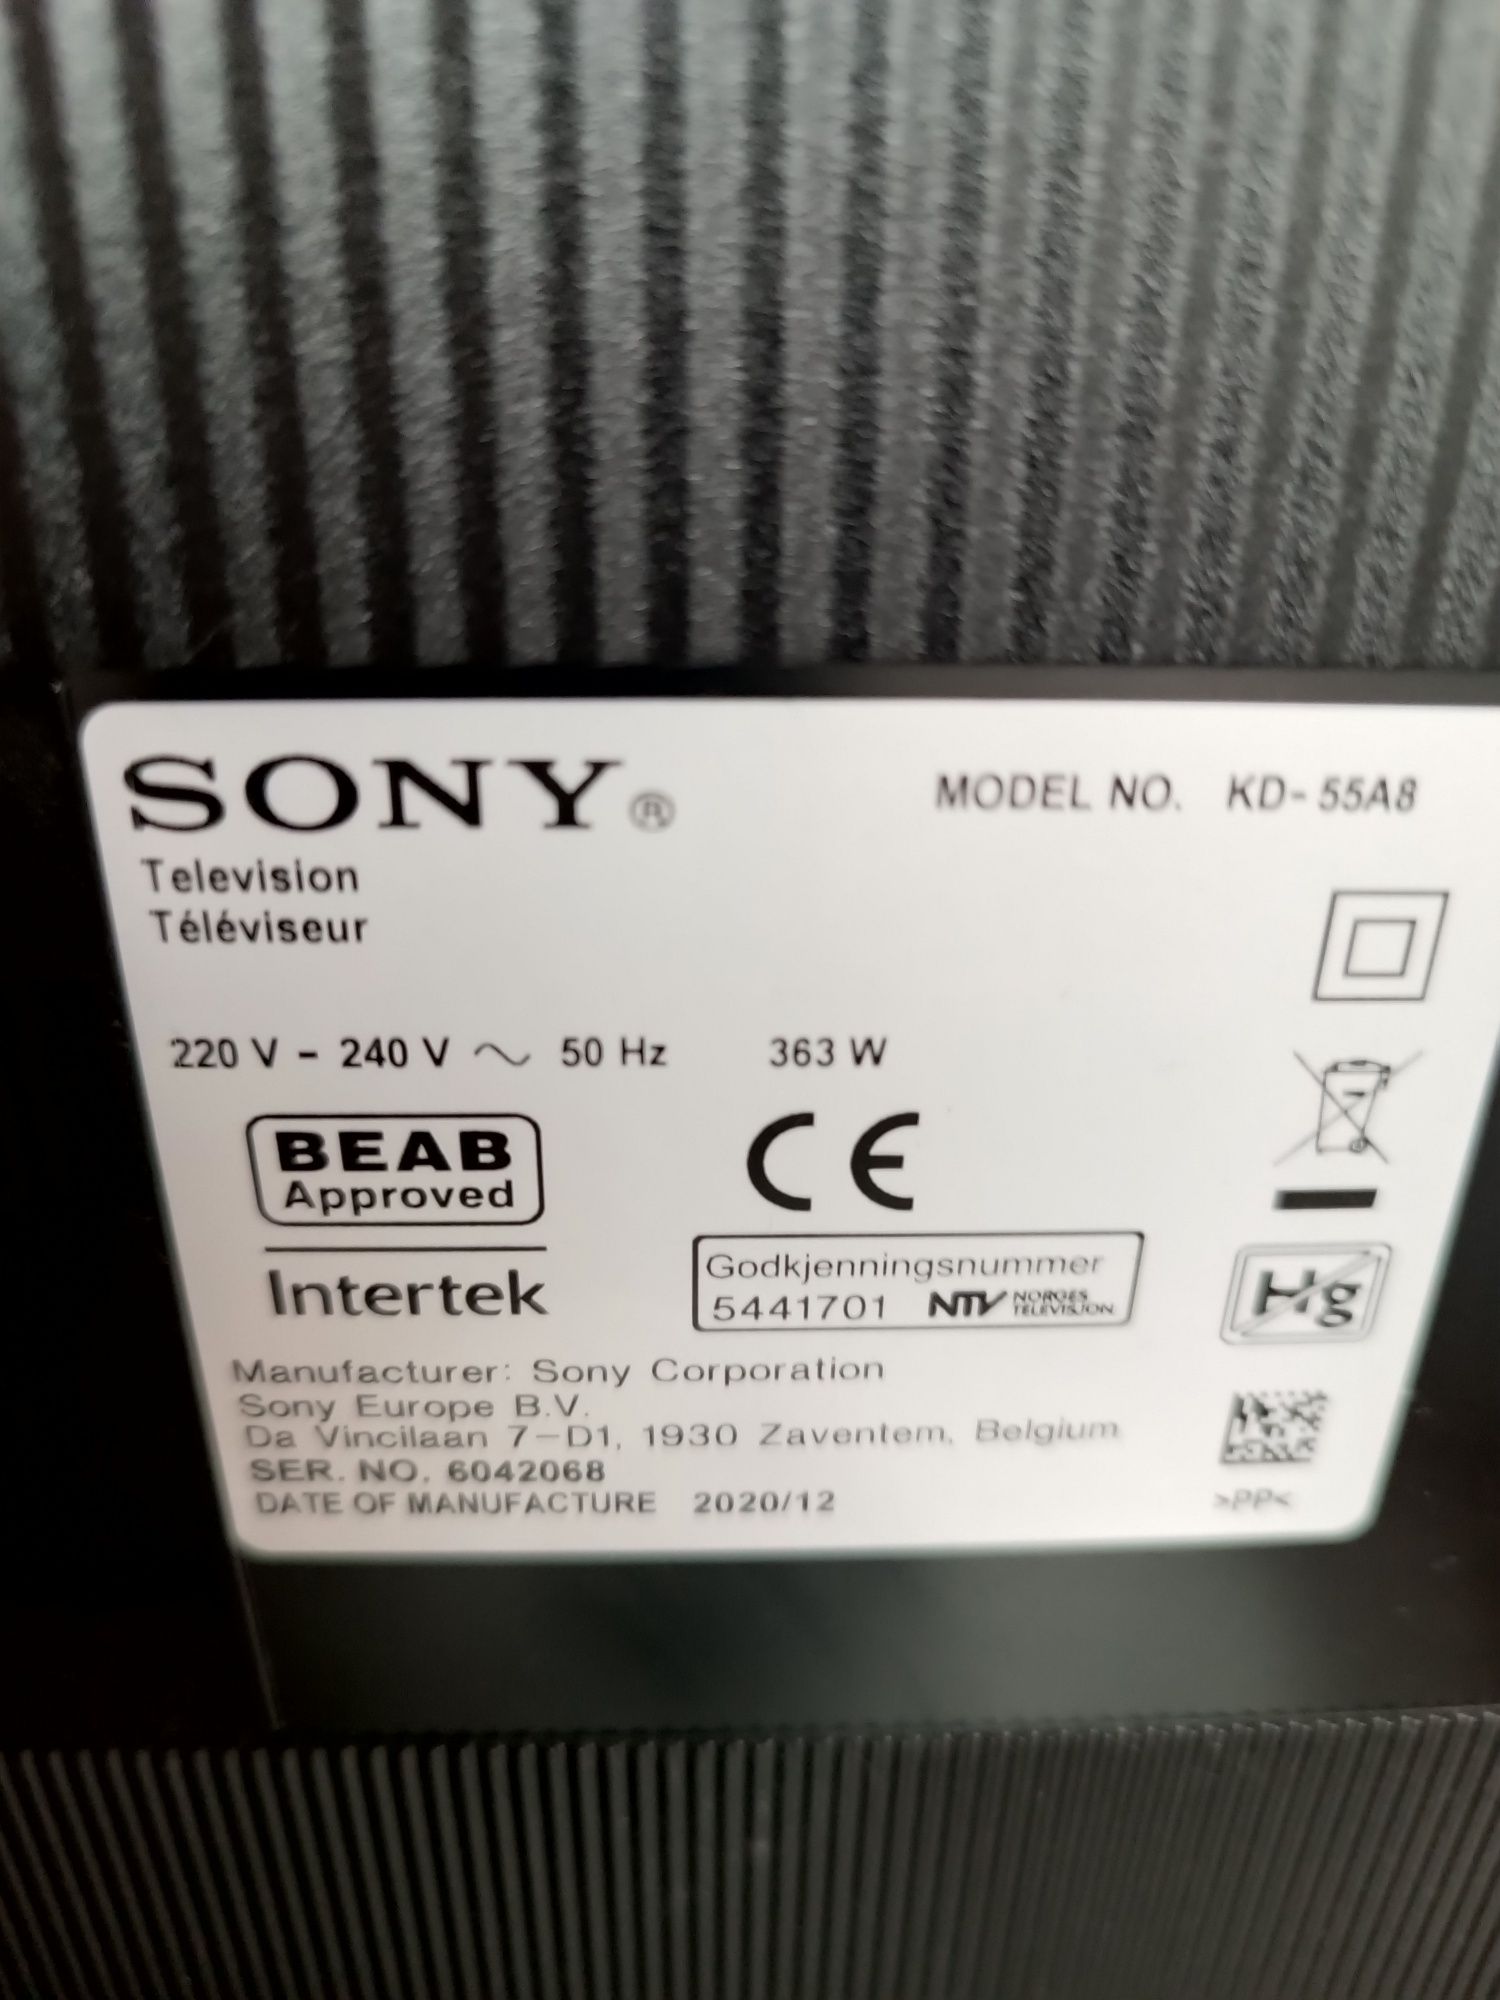 SONY®
MODEL NO. KD-55A8
Television
Téléviseur
220 V - 240 V ~ 50 Hz 363 W
BEAB
Approved
Intertek
CE
Godkjenningsnummer
5441701 NTV NORGES
TELEVISJON
Hg
Manufacturer: Sony Corporation
Sony Europe B.V.
Da Vincilaan 7-D1, 1930 Zaventem, Belgium
SER. NO. 6042068
DATE OF MANUFACTURE 2020/12
>PP<